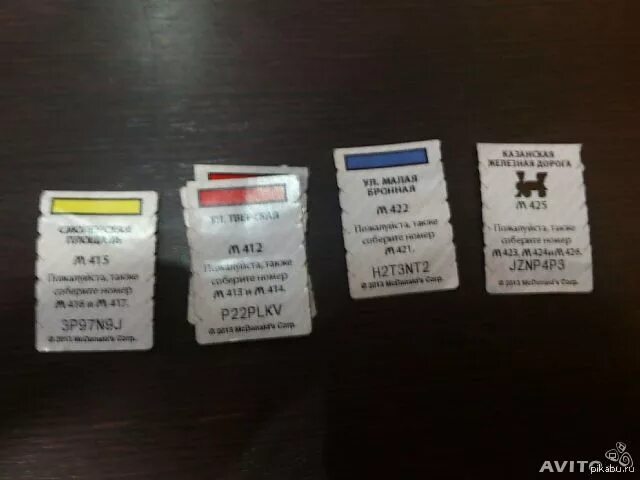 ПЛОЩАДЬ
M 415
Пожалуйста, также
соберите номер
M 416 и M 417.
3P97N9J
© 2013 McDonald's Corp.
УЛ. ТВЕРСКАЯ
M 412
Пожалуйста, также
соберите номер
M 413 и M 414.
P22PLKV
© 2013 McDonald's Corp.
УЛ. МАЛАЯ
БРОННАЯ
M 422
Пожалуйста, также
соберите номер
M 421.
H2T3NT2
© 2013 McDonald's Corp.
КАЗАНСКАЯ
ЖЕЛЕЗНАЯ ДОРОГА
M 425
Пожалуйста, также
соберите номер
M 423, M 424 и M 426.
JZNP4P3
© 2013 McDonald's Corp.
AVITO
pikabu.ru